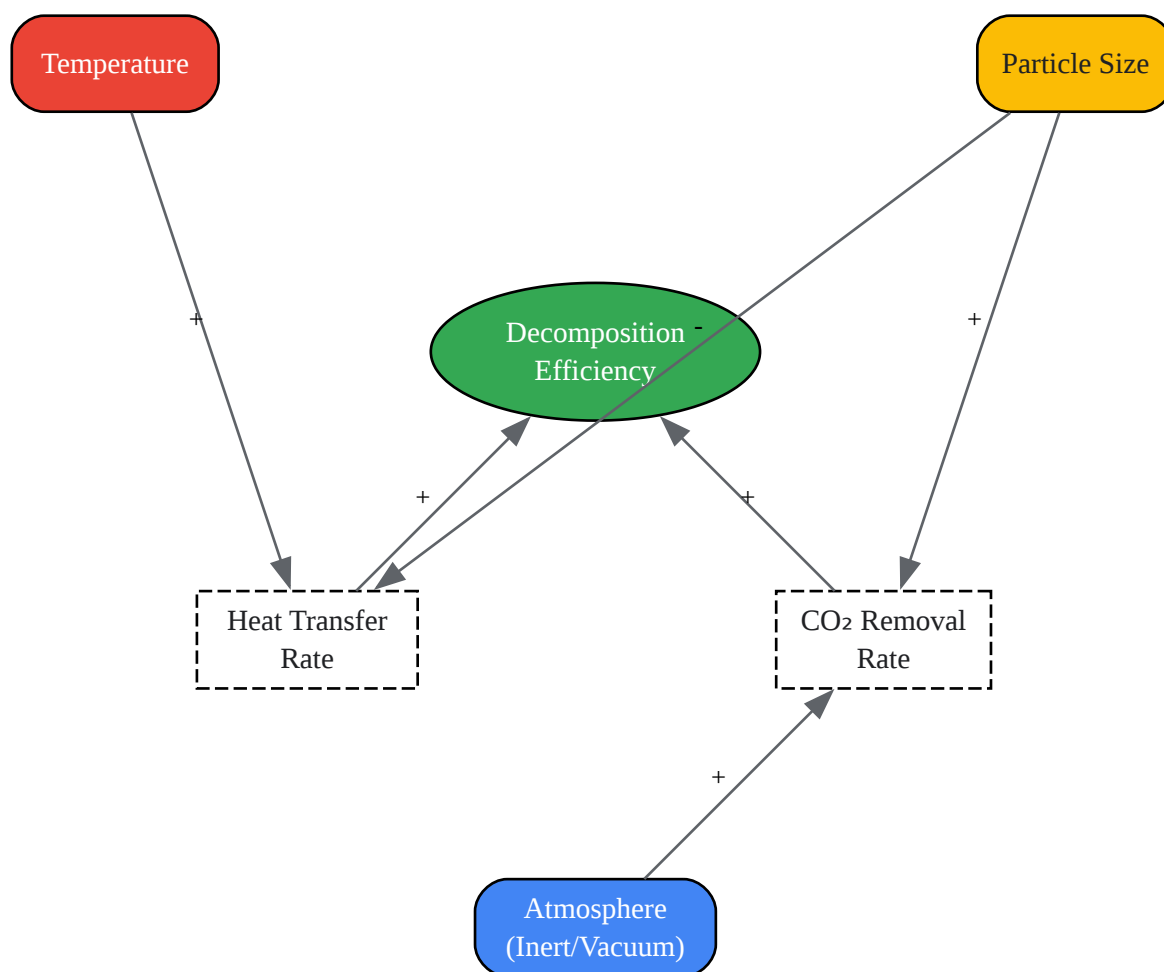 Temperature
Particle Size
+
+
Decomposition
-
Efficiency
+
+
Heat Transfer
Rate
CO₂ Removal
Rate
+
Atmosphere
(Inert/Vacuum)